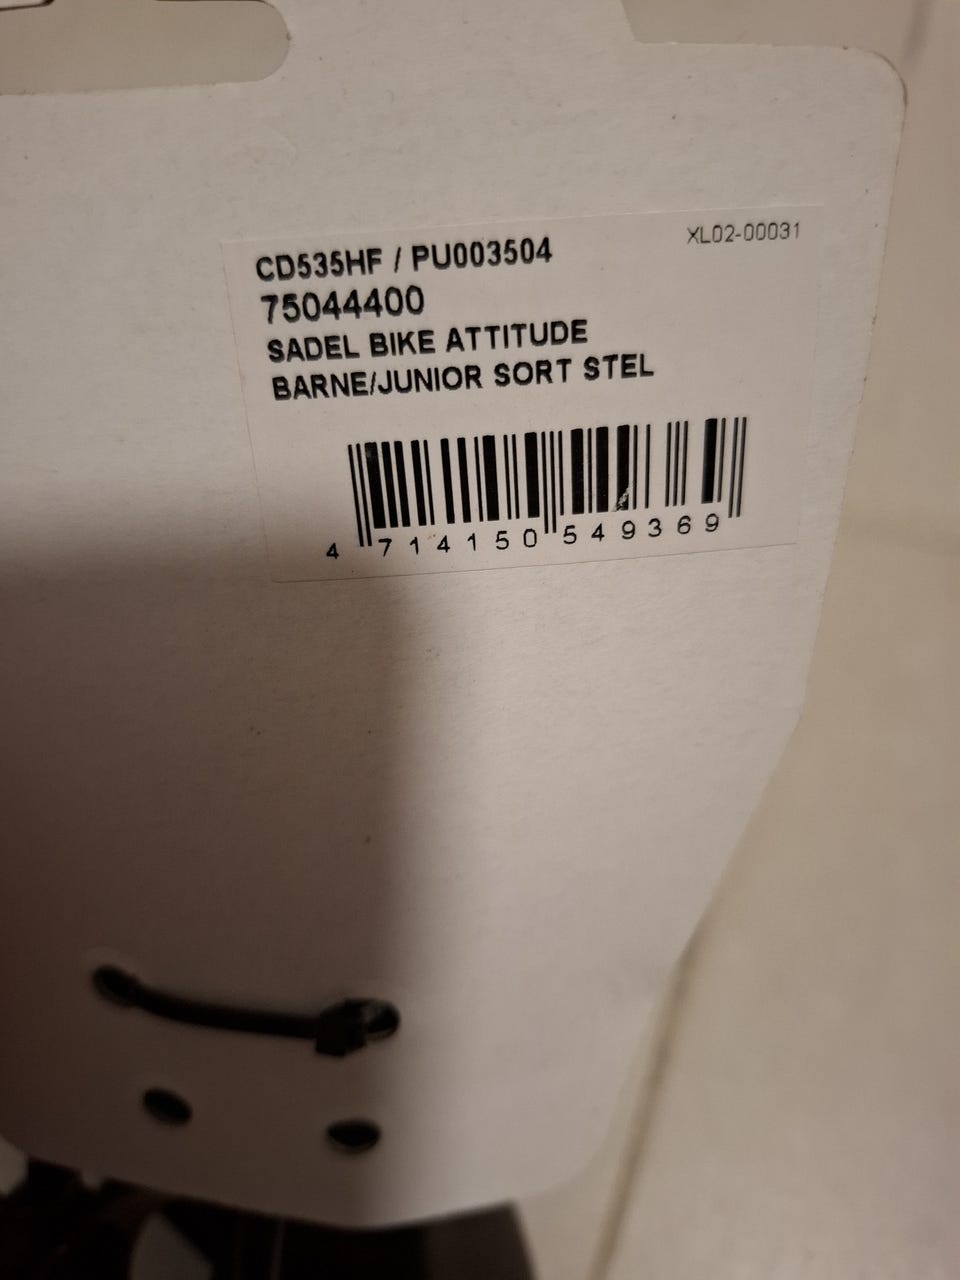 XL02-00031
CD535HF / PU003504
75044400
SADEL BIKE ATTITUDE
BARNE/JUNIOR SORT STEL
4 714150 549369